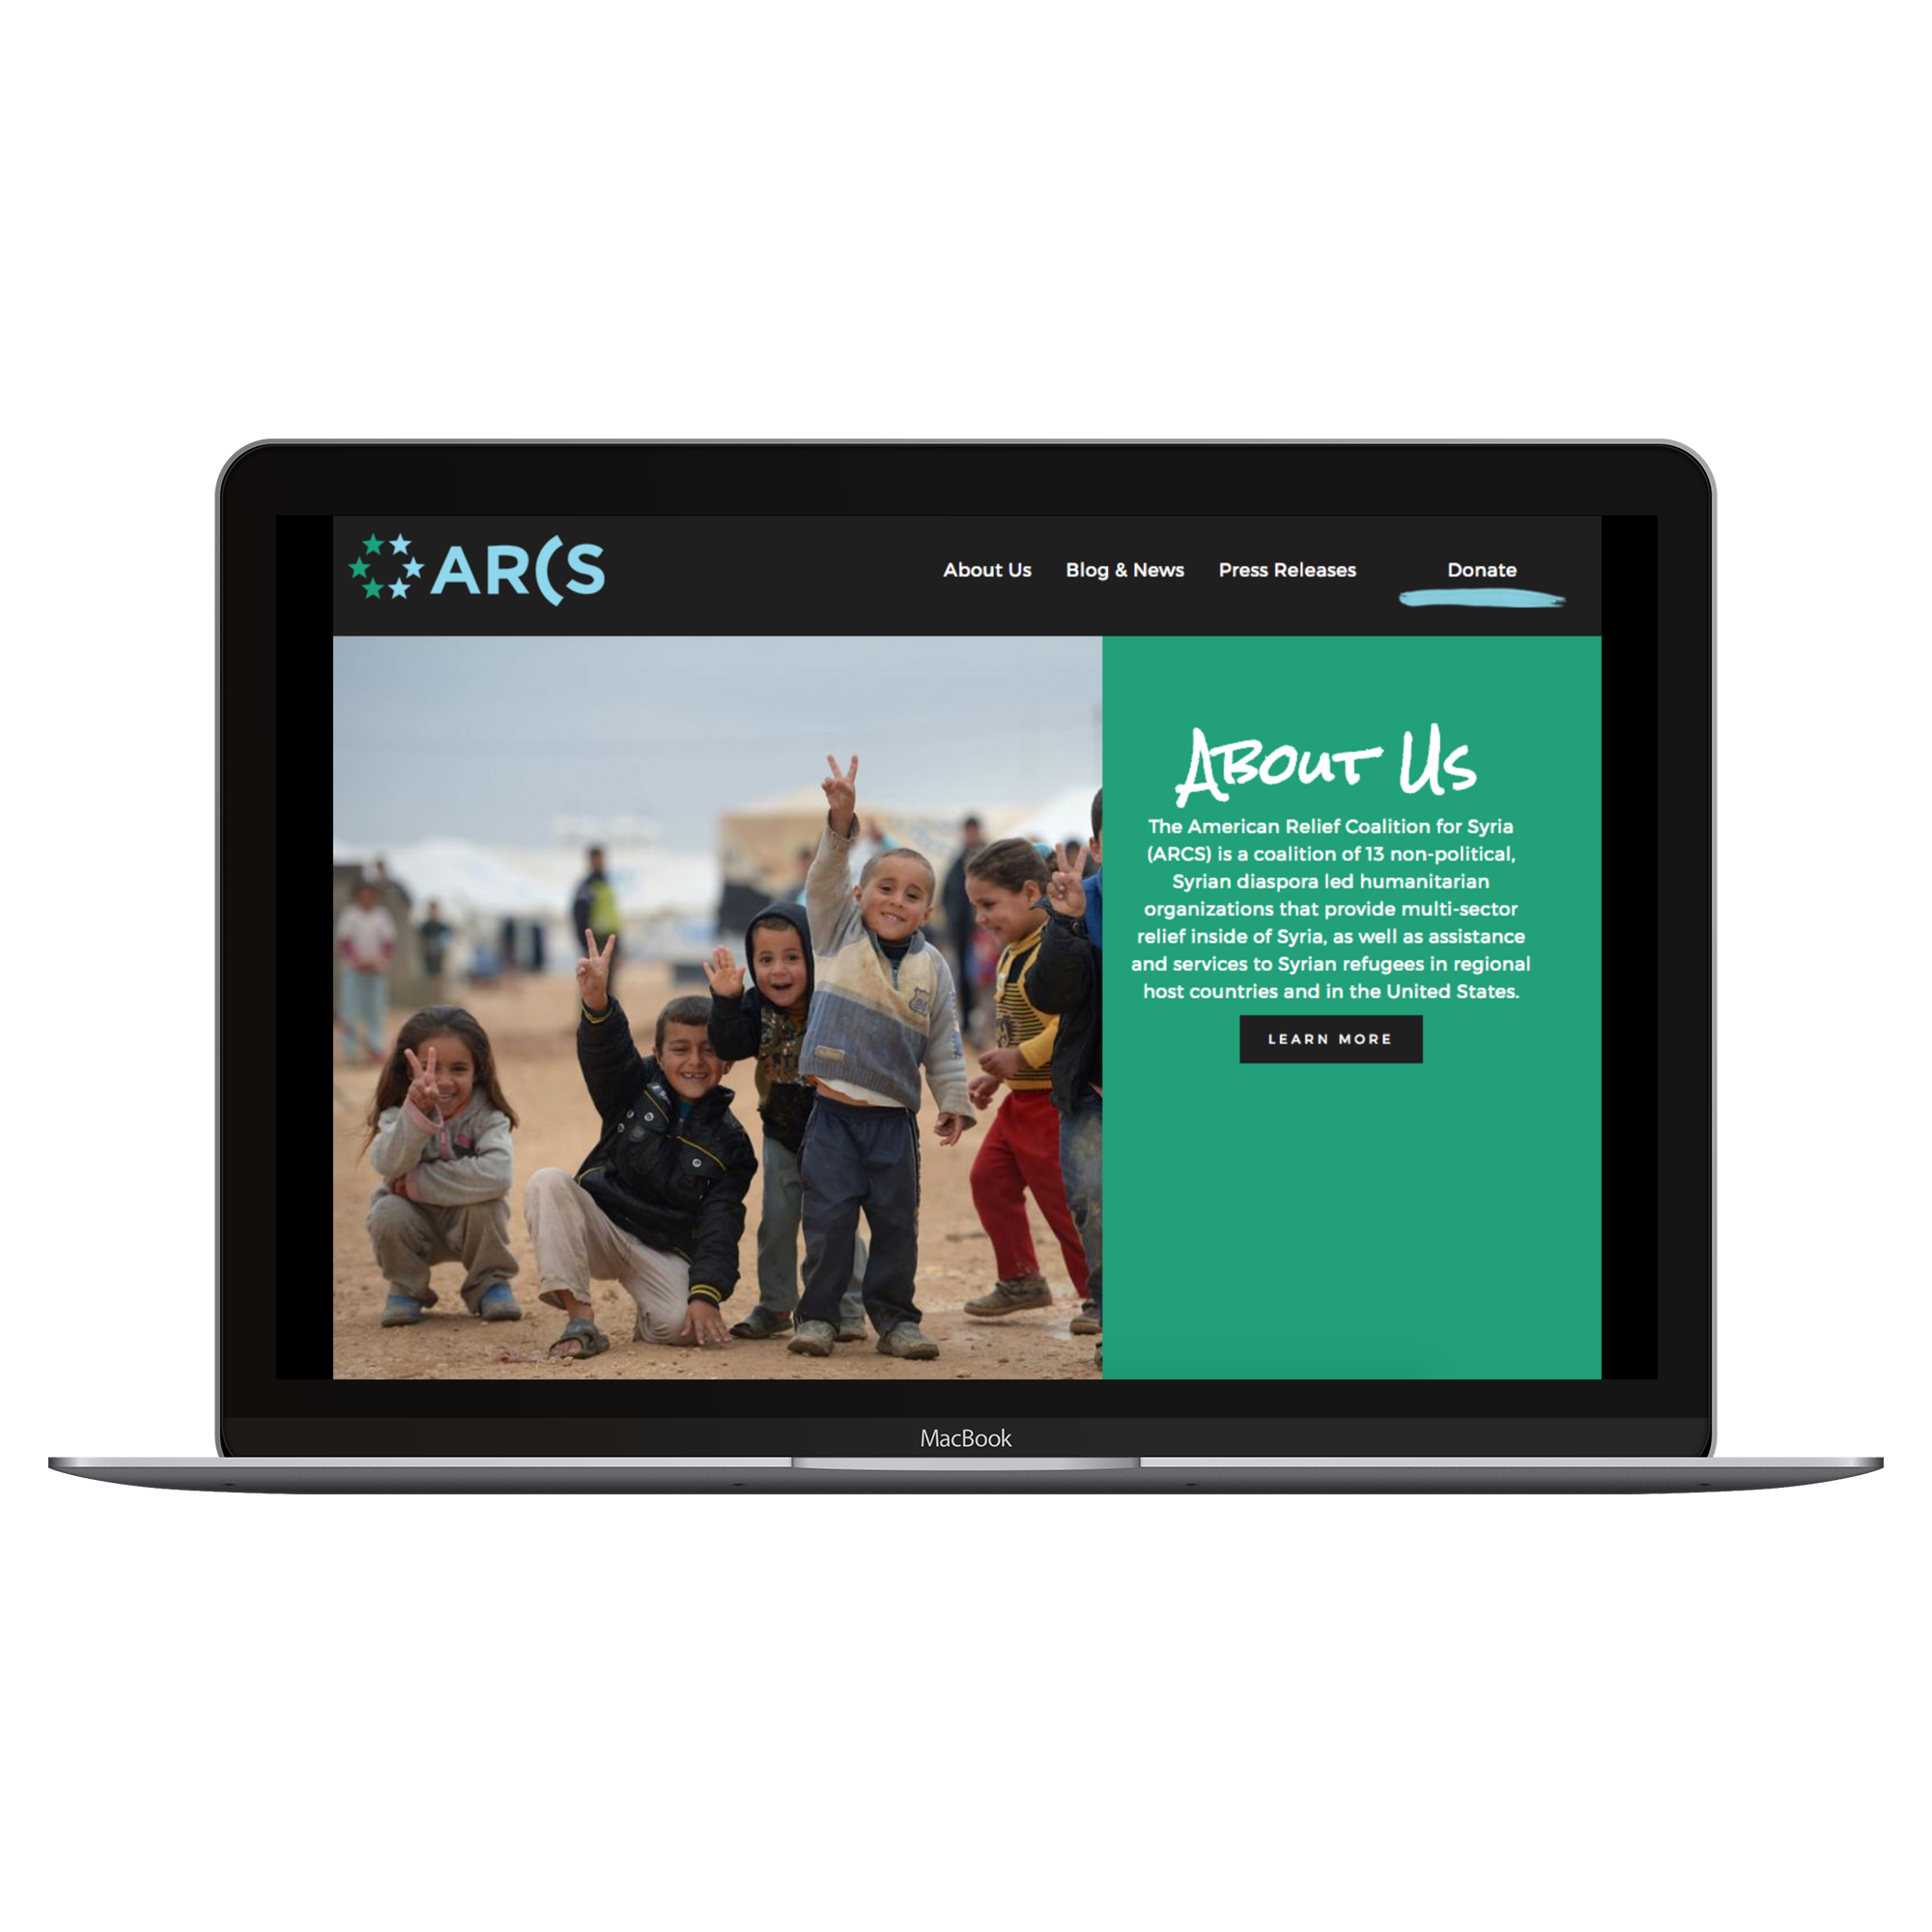 ARCS
About Us Blog & News Press Releases Donate
About Us
The American Relief Coalition for Syria
(ARCS) is a coalition of 13 non-political,
Syrian diaspora led humanitarian
organizations that provide multi-sector
relief inside of Syria, as well as assistance
and services to Syrian refugees in regional
host countries and in the United States.
LEARN MORE
MacBook